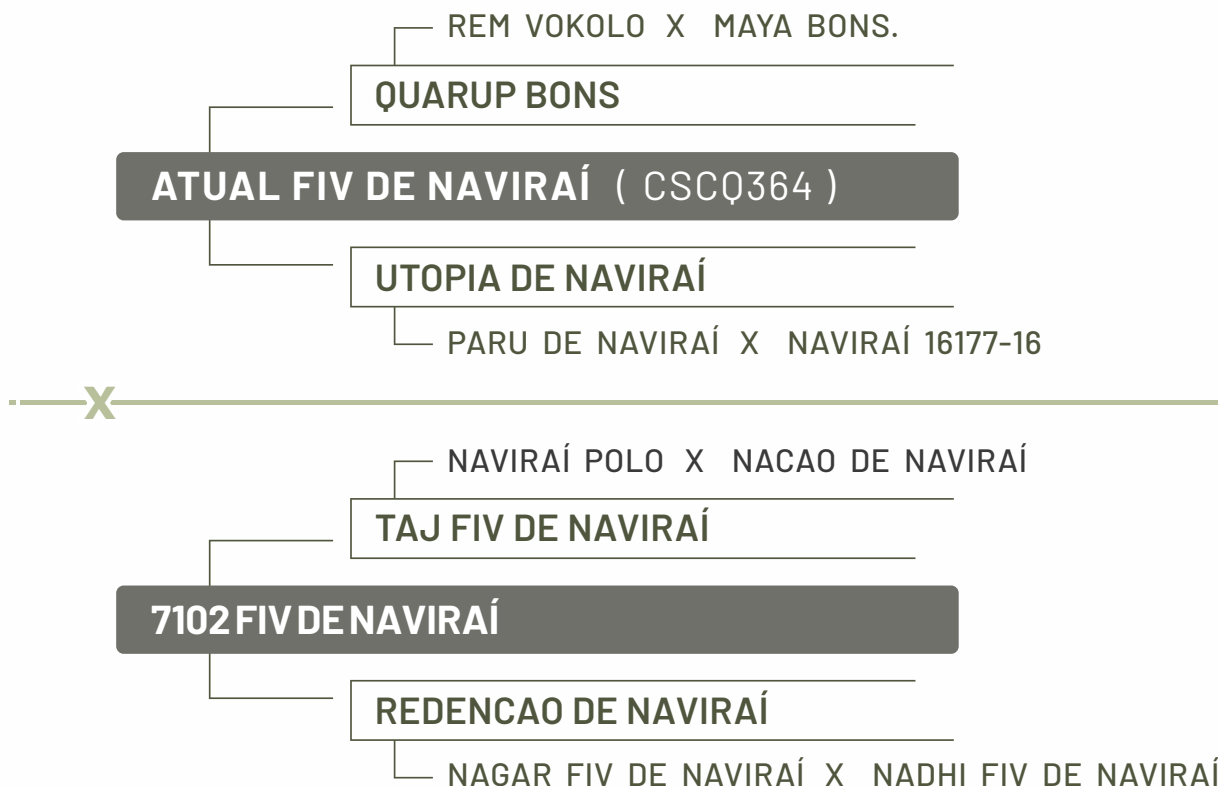 REM VOKOLO X MAYA BONS.
QUARUP BONS
ATUAL FIV DE NAVIRAÍ ( CSCQ364 )
UTOPIA DE NAVIRAÍ
PARU DE NAVIRAÍ X NAVIRAÍ 16177-16
X
NAVIRAÍ POLO X NACAO DE NAVIRAÍ
TAJ FIV DE NAVIRAÍ
7102 FIV DE NAVIRAÍ
REDENCAO DE NAVIRAÍ
NAGAR FIV DE NAVIRAÍ X NADHI FIV DE NAVIRAÍ